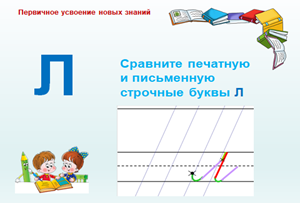 Первичное усвоение новых знаний
Л
Сравните печатную
и письменную
строчные буквы Л
л